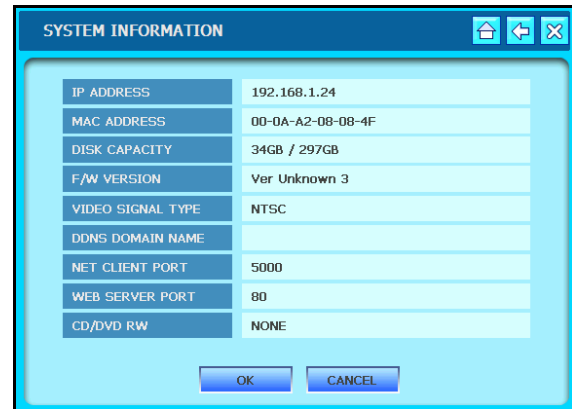 SYSTEM INFORMATION
IP ADDRESS 192.168.1.24
MAC ADDRESS 00-0A-A2-08-08-4F
DISK CAPACITY 34GB / 297GB
F/W VERSION Ver Unknown 3
VIDEO SIGNAL TYPE NTSC
DDNS DOMAIN NAME
NET CLIENT PORT 5000
WEB SERVER PORT 80
CD/DVD RW NONE
OK CANCEL